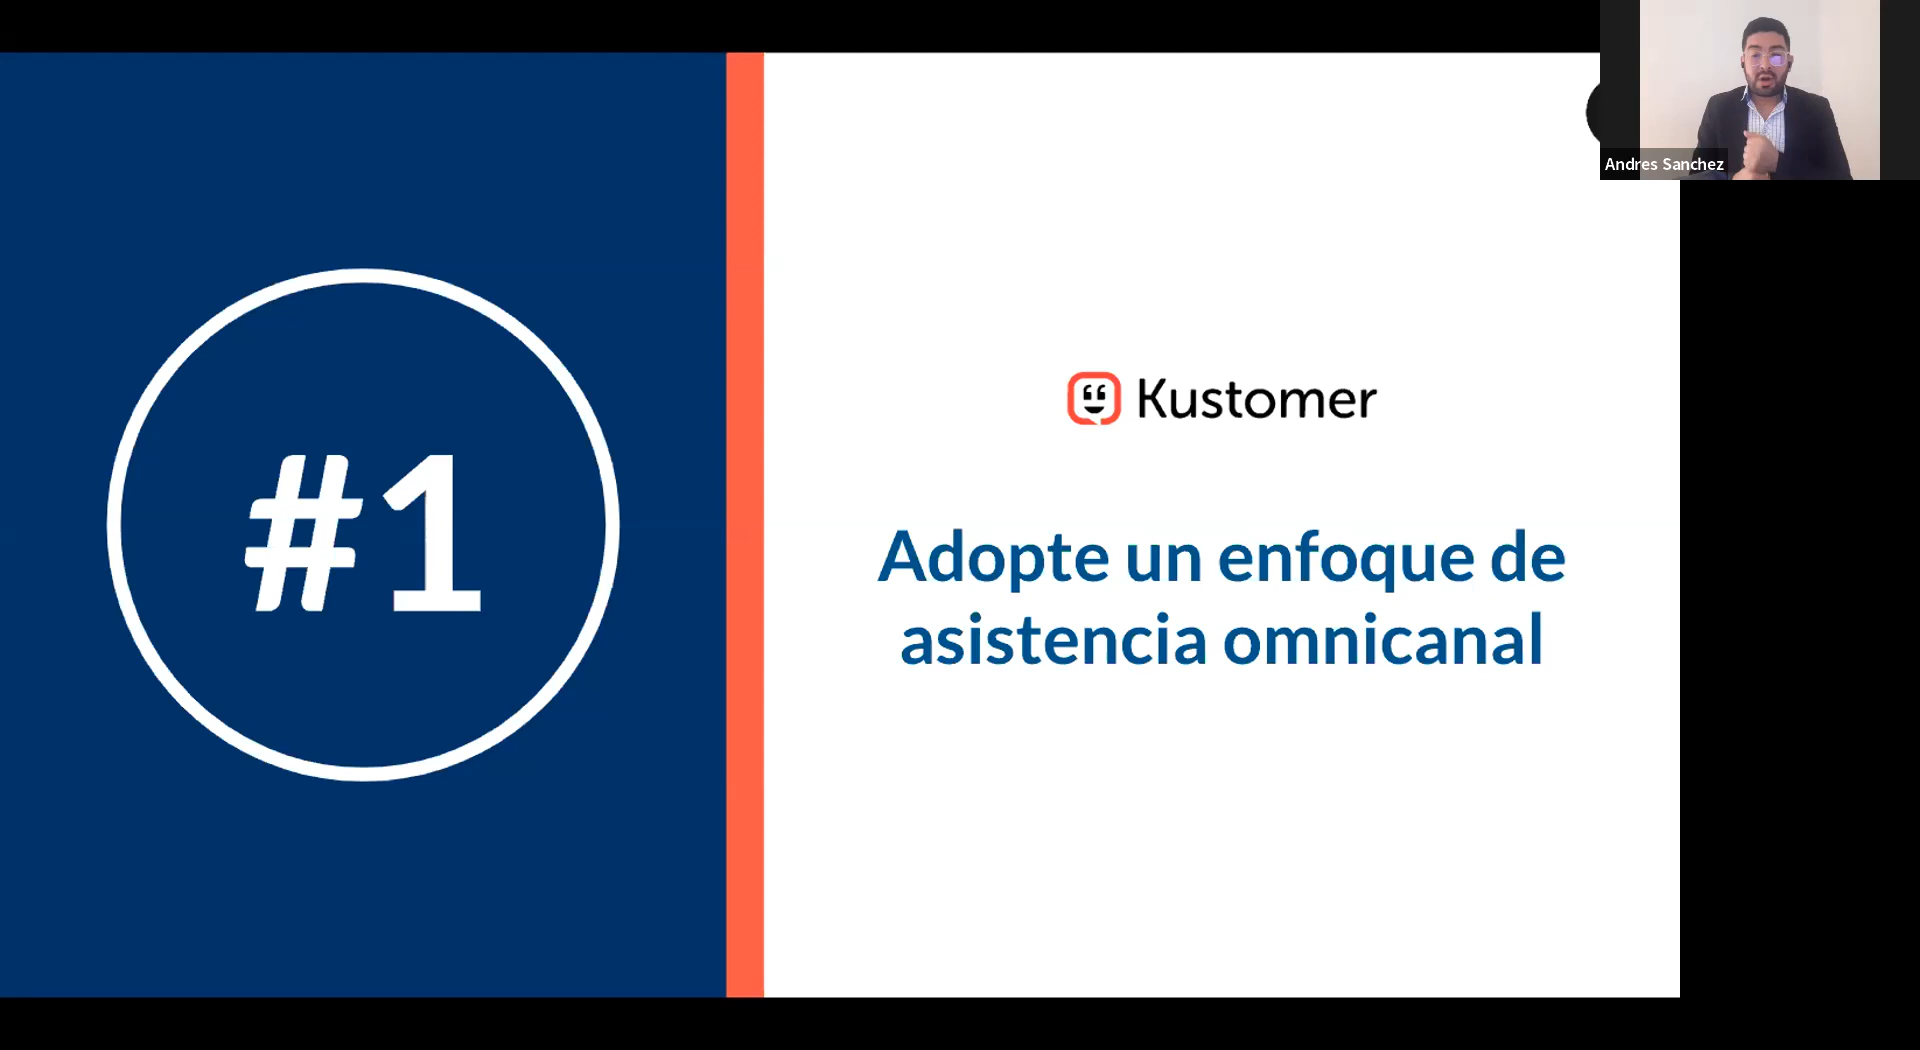 Andres Sanchez
#1
Kustomer
Adopte un enfoque de
asistencia omnicanal